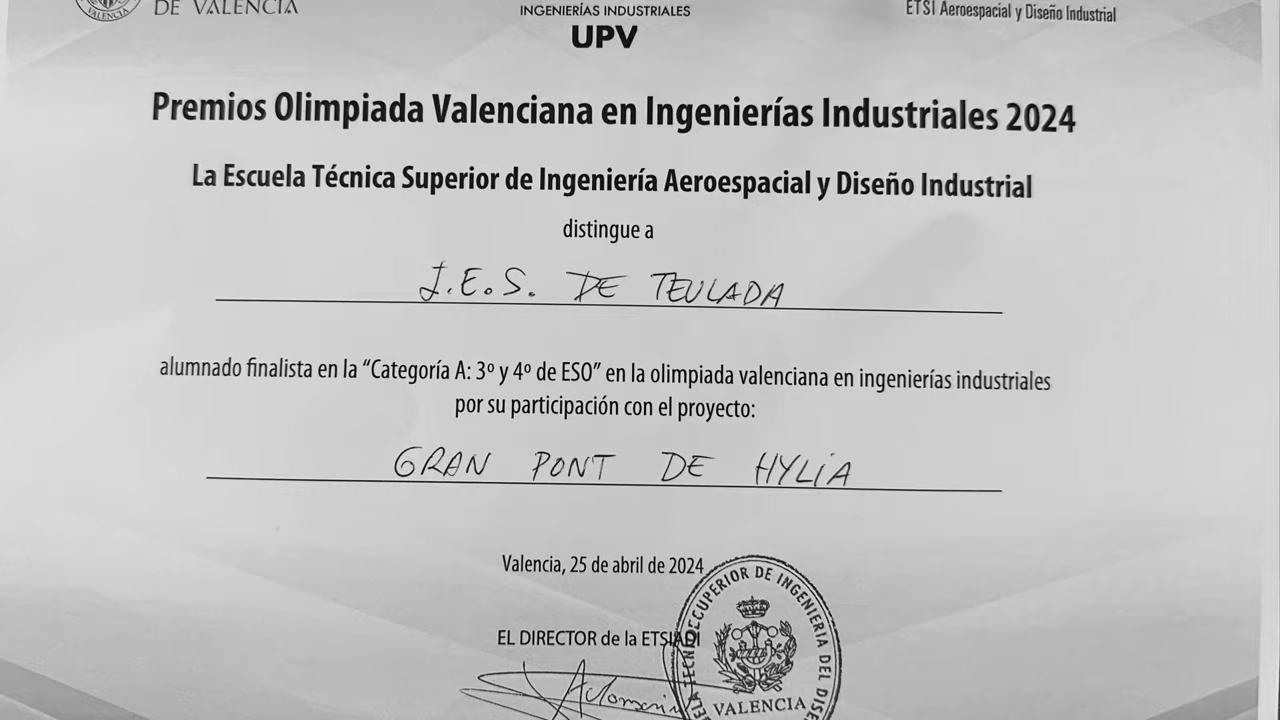 DE VALENCIA
VALENCIA
INGENIERÍAS INDUSTRIALES
UPV
ETSI Aeroespacial y Diseño Industrial
Premios Olimpiada Valenciana en Ingenierías Industriales 2024
La Escuela Técnica Superior de Ingeniería Aeroespacial y Diseño Industrial
distingue a
I.E.S. DE TEULADA
alumnado finalista en la “Categoría A: 3º y 4º de ESO” en la olimpiada valenciana en ingenierías industriales
por su participación con el proyecto:
GRAN PONT DE HYLIA
Valencia, 25 de abril de 2024
EL DIRECTOR de la ETSIADI
SUPERIOR DE INGENIERIA DEL
VALENCIA